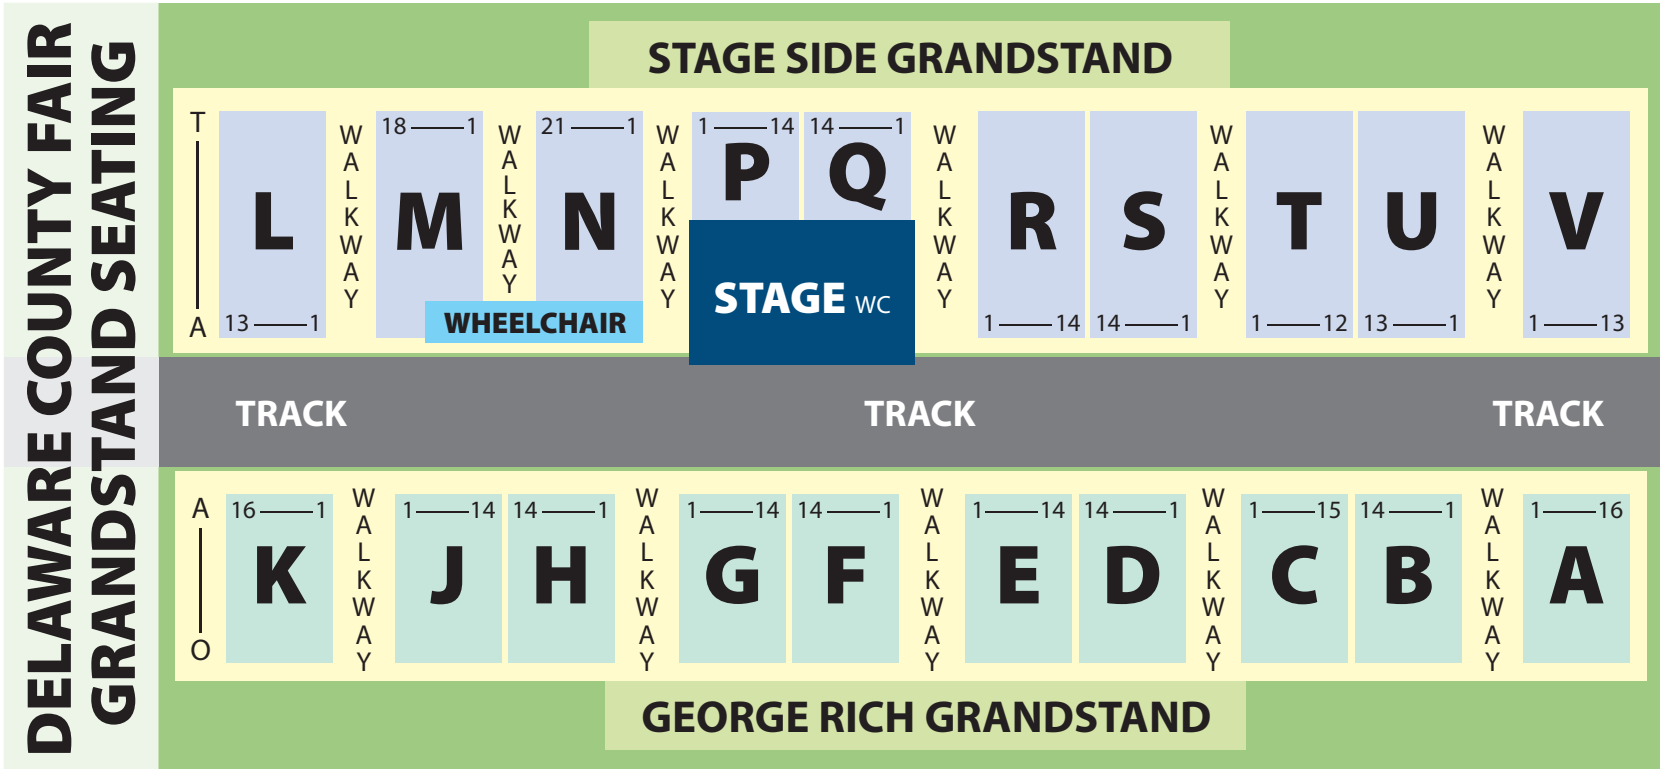 DELAWARE COUNTY FAIR
GRANDSTAND SEATING
STAGE SIDE GRANDSTAND
T
A
L
13 1
WALKWAY
18 1
M
WALKWAY
21 1
N
WHEELCHAIR
WALKWAY
1 14
P
14 1
Q
STAGE WC
WALKWAY
R
1 14
S
14 1
WALKWAY
T
1 12
U
13 1
WALKWAY
V
1 13
TRACK TRACK TRACK
A
O
16 1
K
WALKWAY
1 14
J
14 1
H
WALKWAY
1 14
G
14 1
F
WALKWAY
1 14
E
14 1
D
WALKWAY
1 15
C
14 1
B
WALKWAY
1 16
A
GEORGE RICH GRANDSTAND